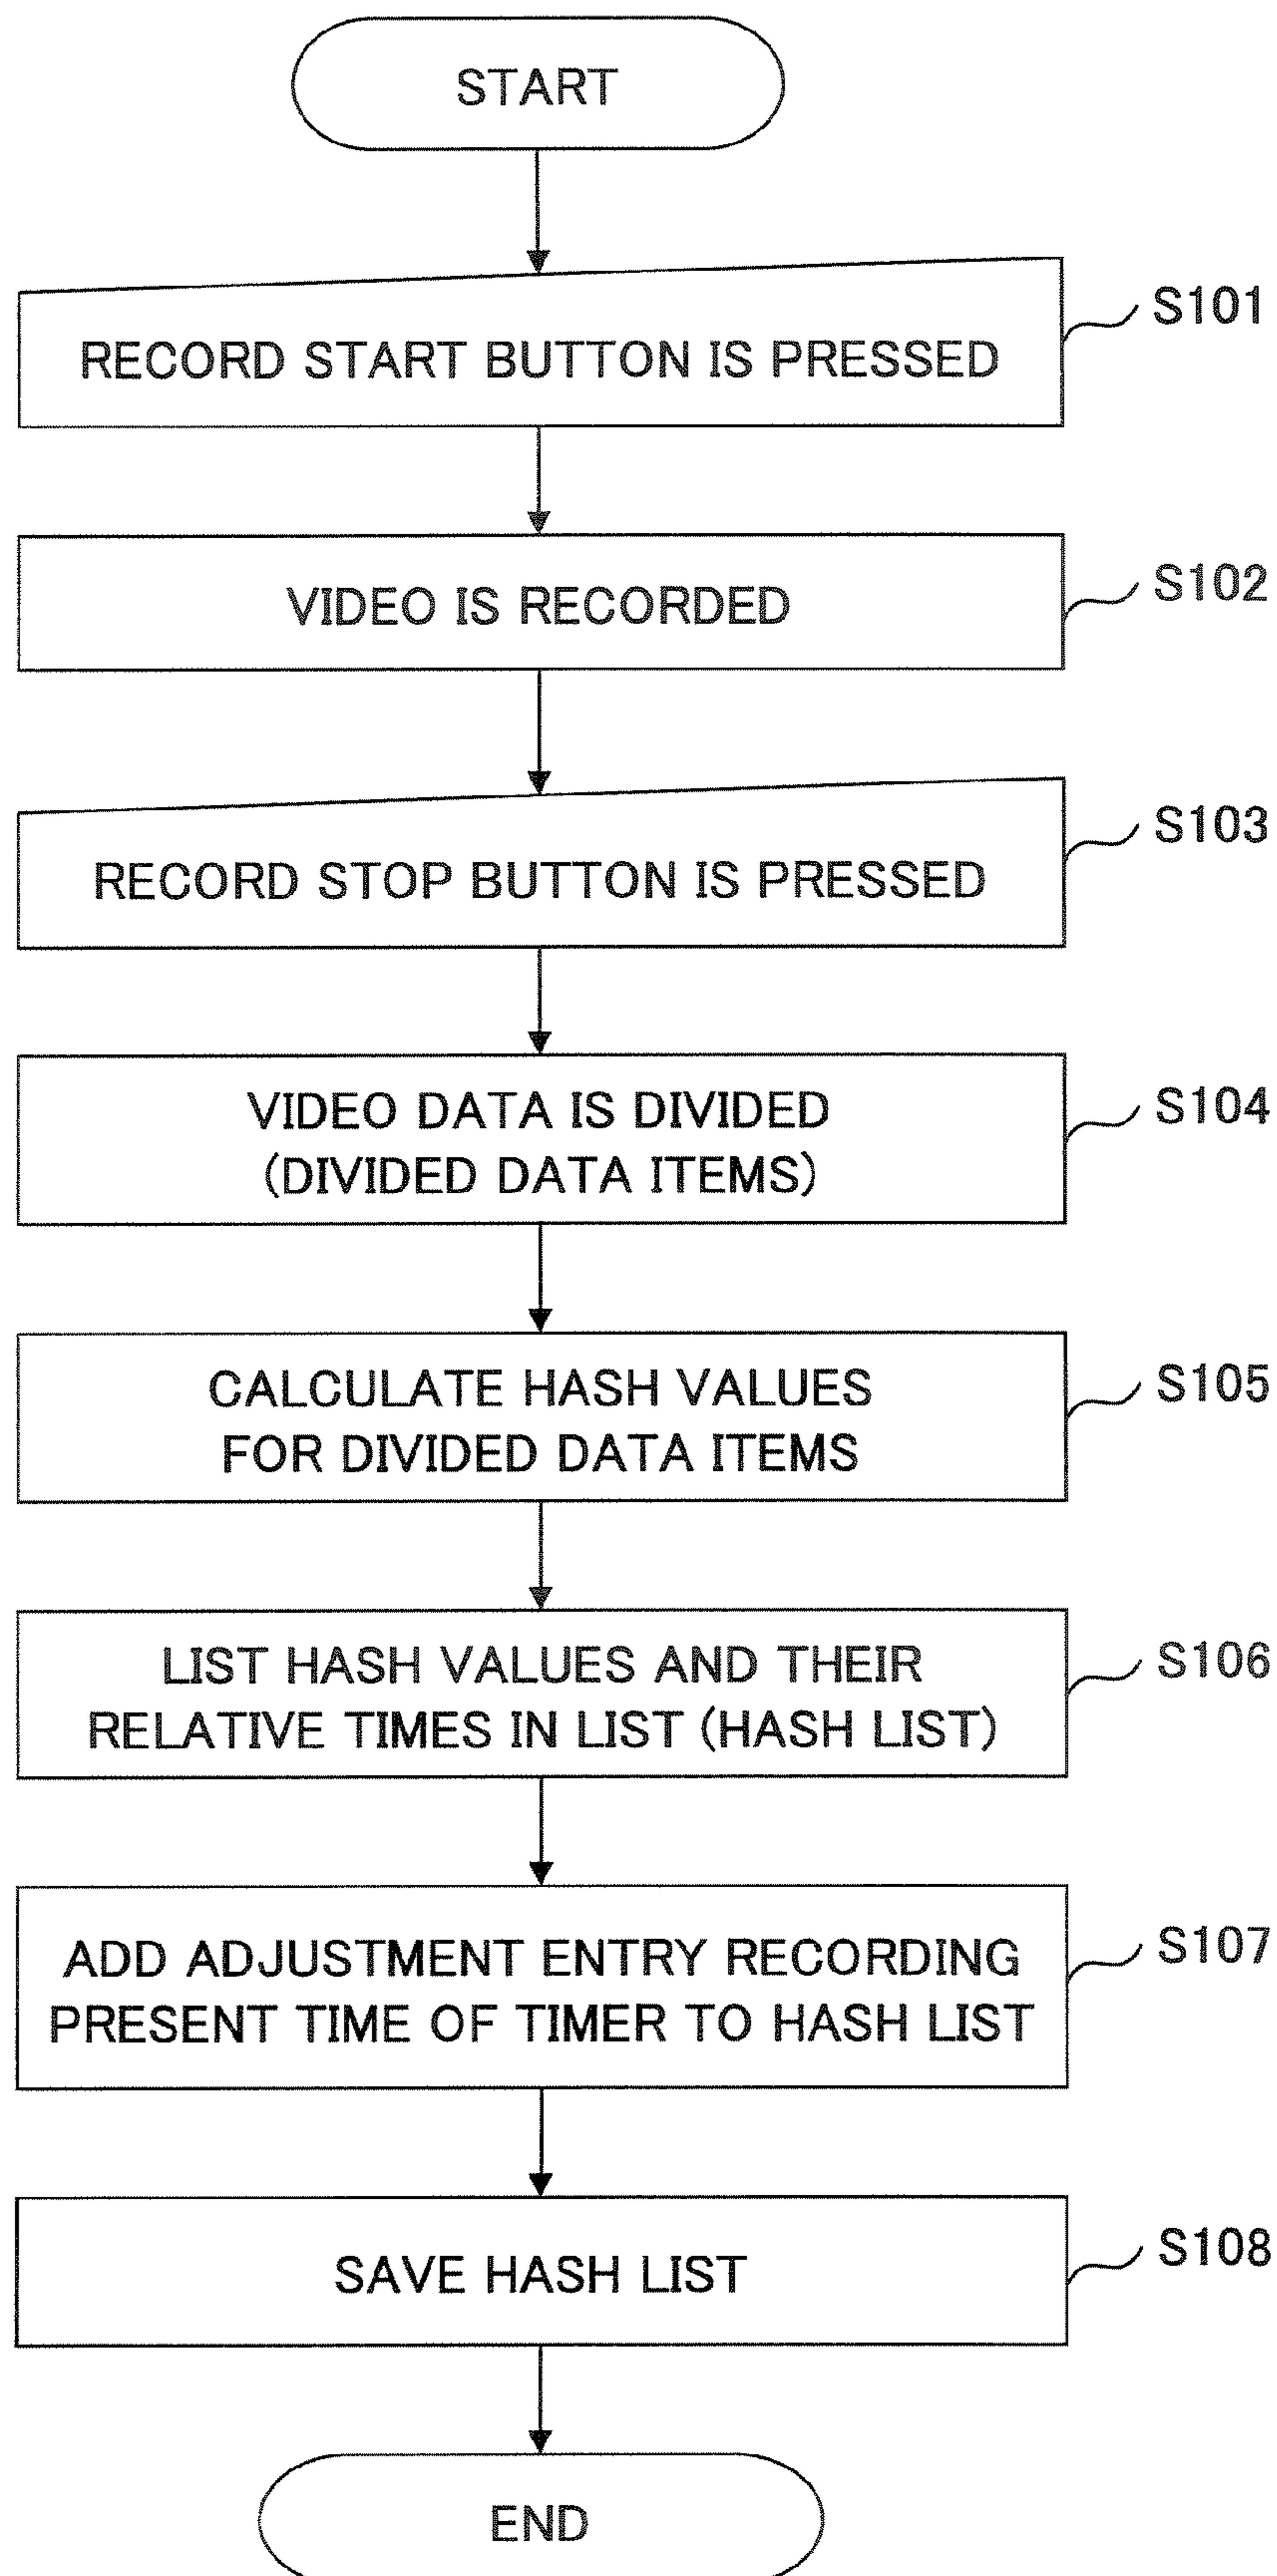 START
RECORD START BUTTON IS PRESSED
S101
VIDEO IS RECORDED
S102
RECORD STOP BUTTON IS PRESSED
S103
VIDEO DATA IS DIVIDED
(DIVIDED DATA ITEMS)
S104
CALCULATE HASH VALUES
FOR DIVIDED DATA ITEMS
S105
LIST HASH VALUES AND THEIR
RELATIVE TIMES IN LIST (HASH LIST)
S106
ADD ADJUSTMENT ENTRY RECORDING
PRESENT TIME OF TIMER TO HASH LIST
S107
SAVE HASH LIST
S108
END